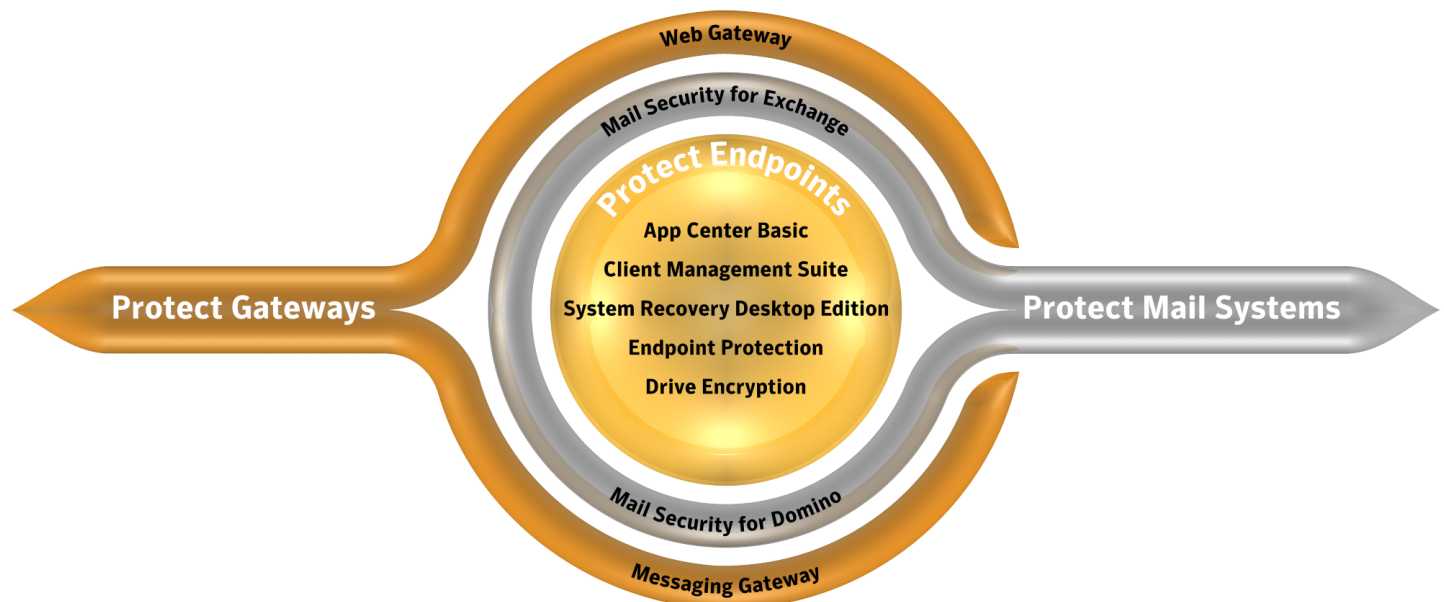 Web Gateway
Mail Security for Exchange
Protect Endpoints
App Center Basic
Client Management Suite
Protect Gateways
System Recovery Desktop Edition
Protect Mail Systems
Endpoint Protection
Drive Encryption
Mail Security for Domino
Messaging Gateway